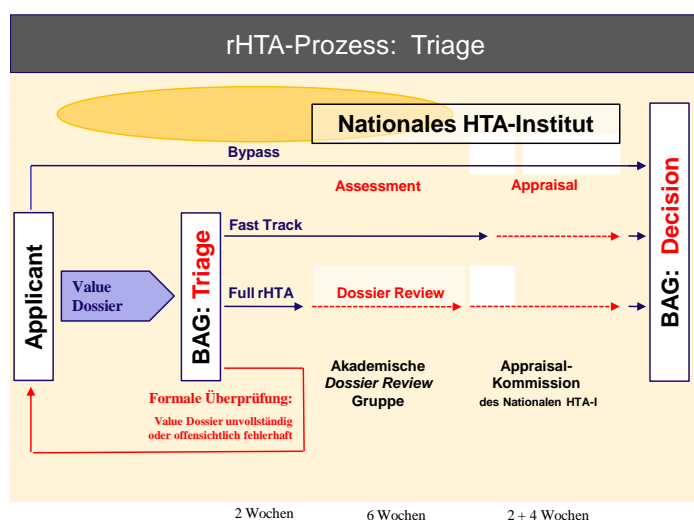 rHTA-Prozess: Triage
Nationales HTA-Institut
Bypass
Assessment
Appraisal
Applicant
Value
Dossier
BAG: Triage
Fast Track
Full rHTA
Dossier Review
BAG: Decision
Akademische
Dossier Review
Gruppe
Appraisal-
Kommission
des Nationalen HTA-I
Formale Überprüfung:
Value Dossier unvollständig
oder offensichtlich fehlerhaft
2 Wochen
6 Wochen
2 + 4 Wochen